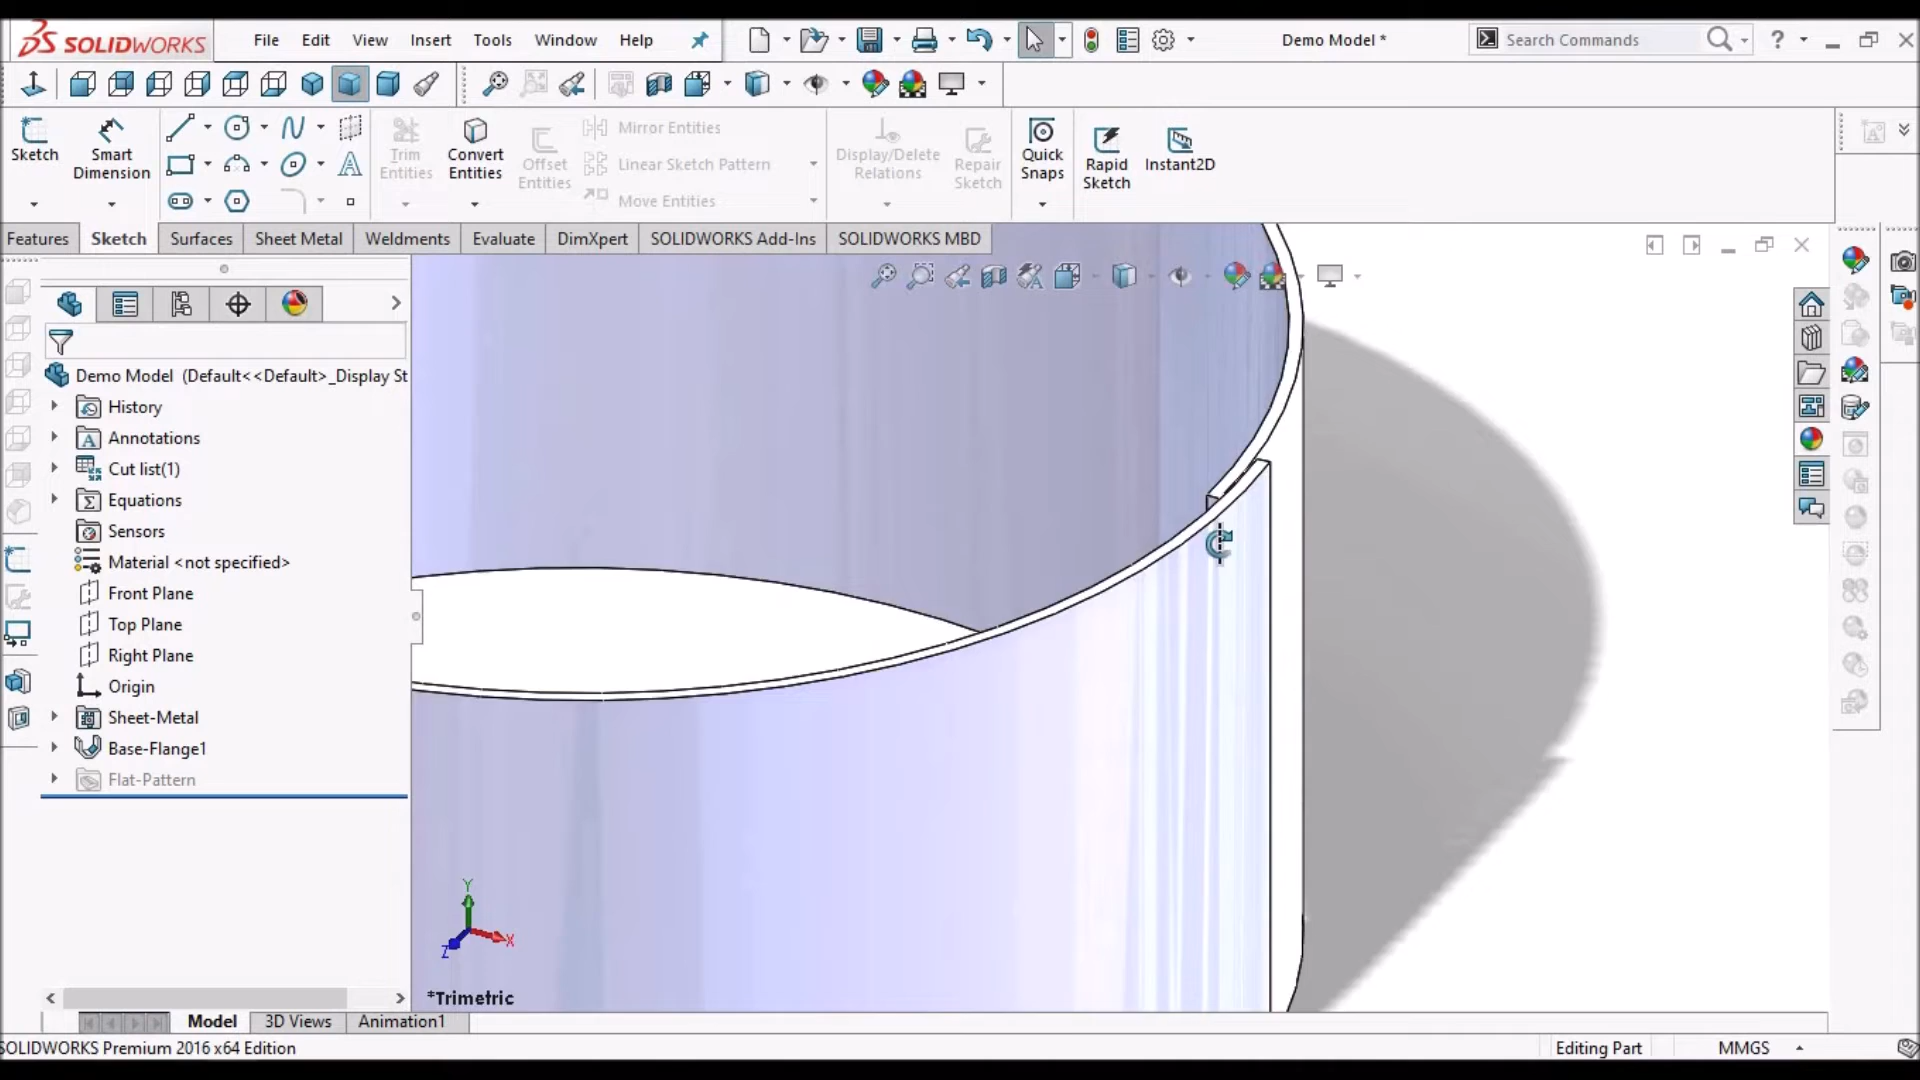 SOLIDWORKS File Edit View Insert Tools Window Help Demo Model * Search Commands ?
Sketch Smart Dimension Trim Entities Convert Entities Offset Entities Mirror Entities Linear Sketch Pattern Move Entities Display/Delete Relations Repair Sketch Quick Snaps Rapid Sketch Instant2D
Features Sketch Surfaces Sheet Metal Weldments Evaluate DimXpert SOLIDWORKS Add-Ins SOLIDWORKS MBD
Demo Model (Default<<Default>_Display St
History
Annotations
Cut list(1)
Equations
Sensors
Material <not specified>
Front Plane
Top Plane
Right Plane
Origin
Sheet-Metal
Base-Flange1
Flat-Pattern
Y
X
Z
*Trimetric
Model 3D Views Animation1
SOLIDWORKS Premium 2016 x64 Edition Editing Part MMGS